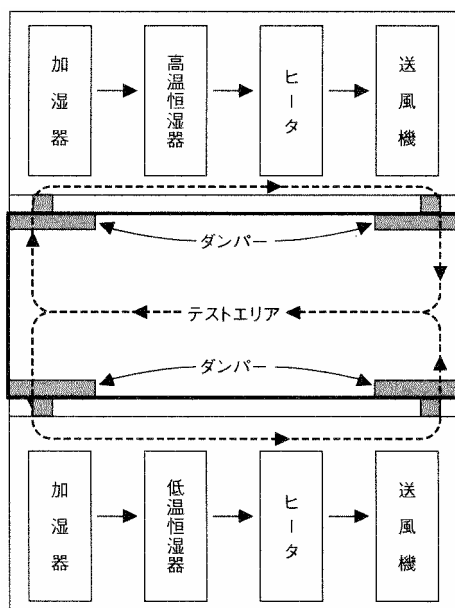 加湿器
高温恒湿器
ヒータ
送風機
ダンパー
テストエリア
ダンパー
加湿器
低温恒湿器
ヒータ
送風機